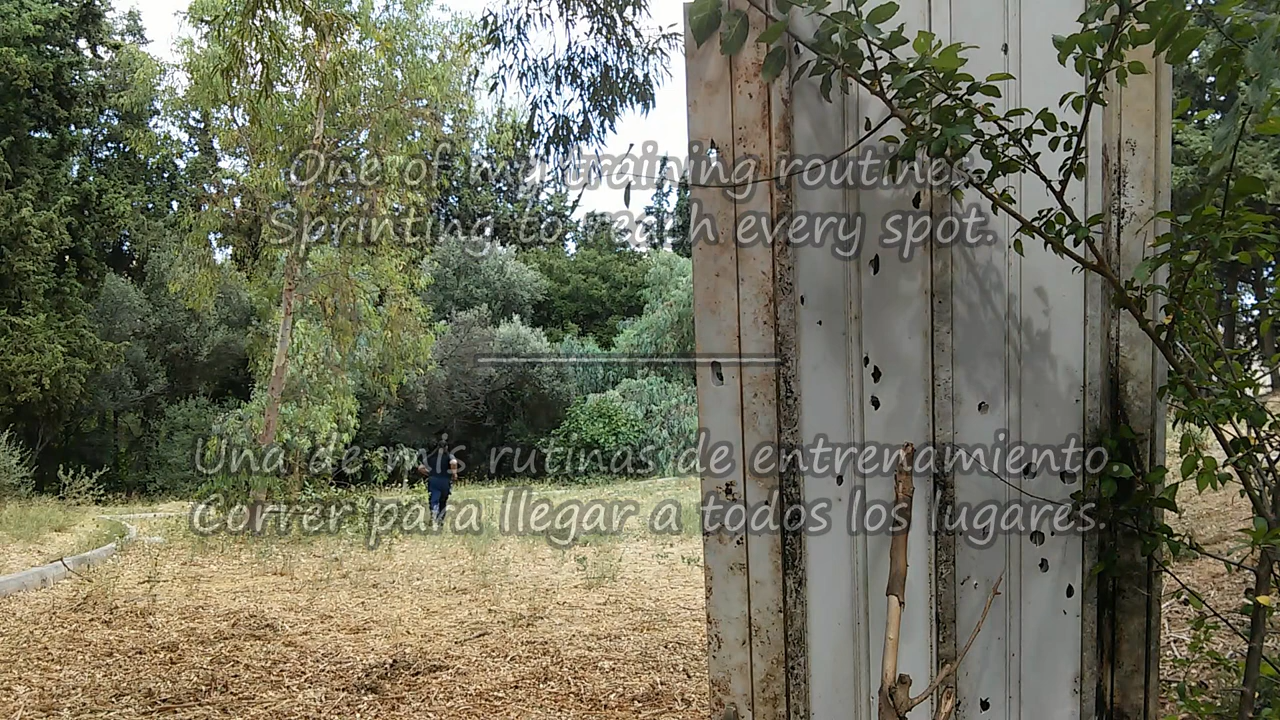 One of my training routines.
Sprinting to reach every spot.
Una de mis rutinas de entrenamiento.
Correr para llegar a todos los lugares.